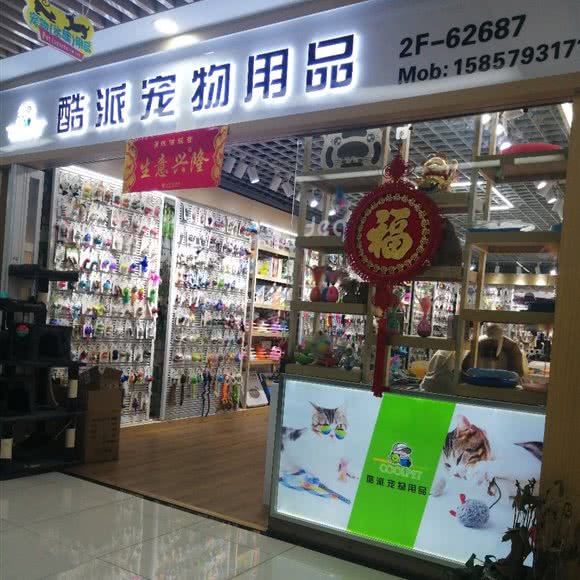 酷派宠物用品
2F-62687
Mob: 1585793177
生意兴隆
福
COOLPET
酷派宠物用品